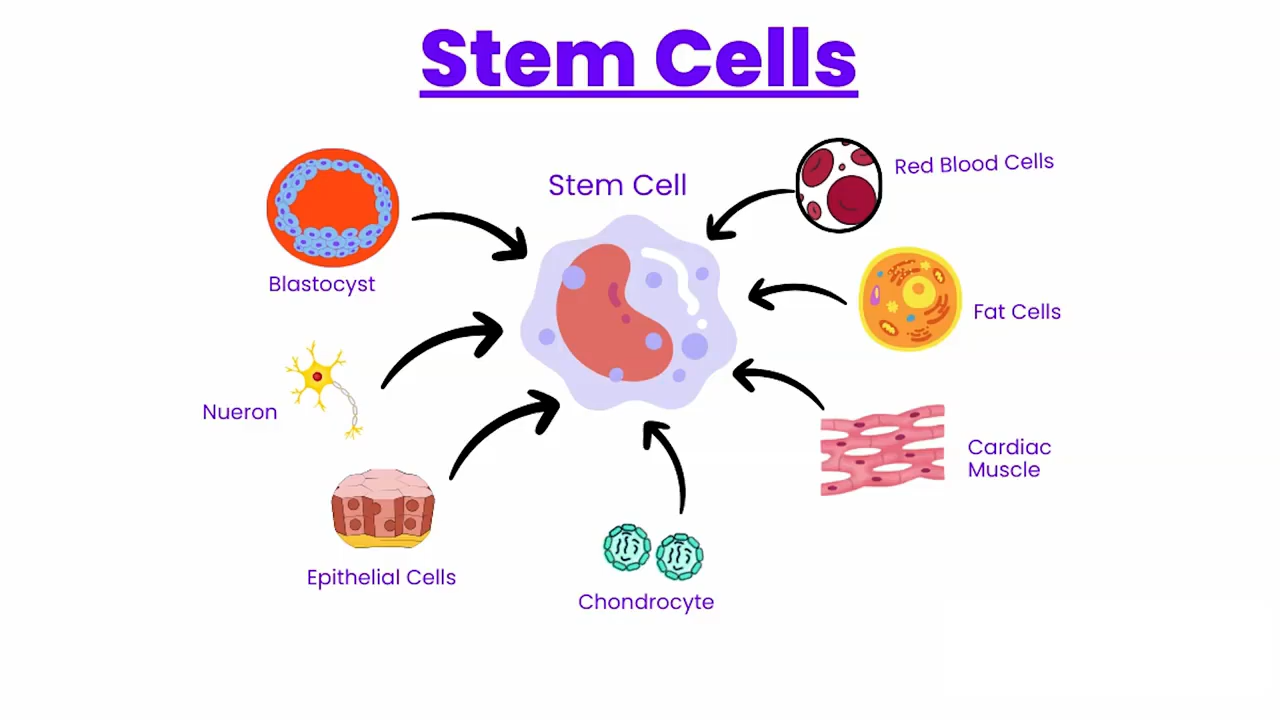 Stem Cells
Stem Cell
Red Blood Cells
Blastocyst
Fat Cells
Nueron
Cardiac
Muscle
Epithelial Cells
Chondrocyte